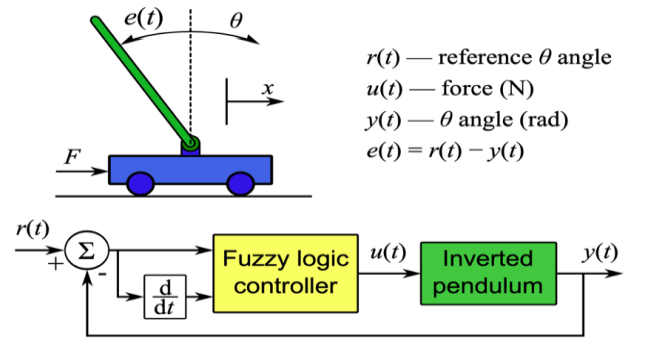 e(t)
θ
x
F
r(t) — reference θ angle
u(t) — force (N)
y(t) — θ angle (rad)
e(t) = r(t) − y(t)
r(t)
+
Σ
-
d
dt
Fuzzy logic
controller
u(t)
Inverted
pendulum
y(t)